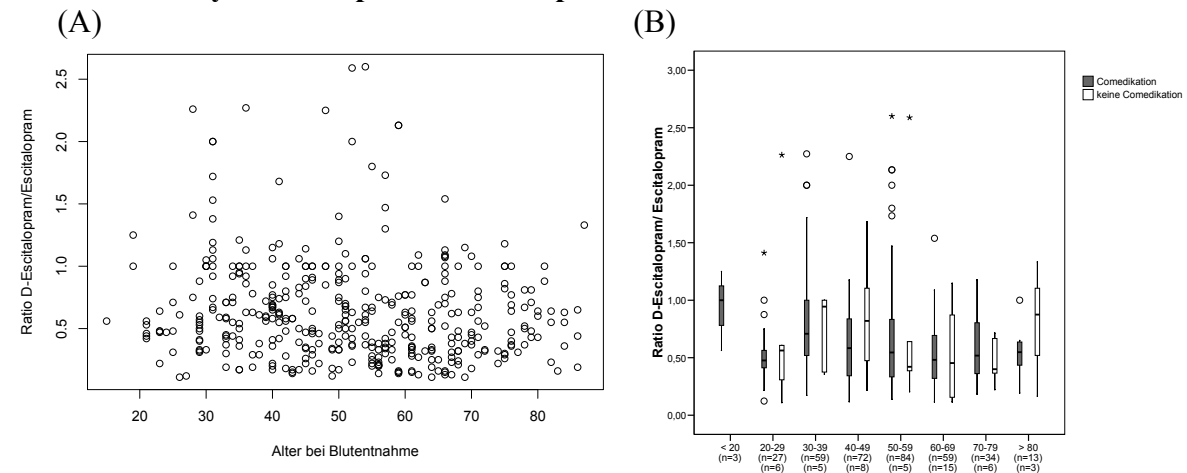 (A)
(B)
2.5
2.0
1.5
1.0
0.5
Ratio D-Escitalopram/Escitalopram
20 30 40 50 60 70 80
Alter bei Blutentnahme
3,00
2,50
2,00
1,50
1,00
0,50
0,00
Ratio D-Escitalopram/ Escitalopram
Comedikation
keine Comedikation
< 20 20-29 30-39 40-49 50-59 60-69 70-79 > 80
(n=3) (n=27) (n=59) (n=72) (n=84) (n=59) (n=34) (n=13)
(n=6) (n=5) (n=8) (n=5) (n=15) (n=6) (n=3)